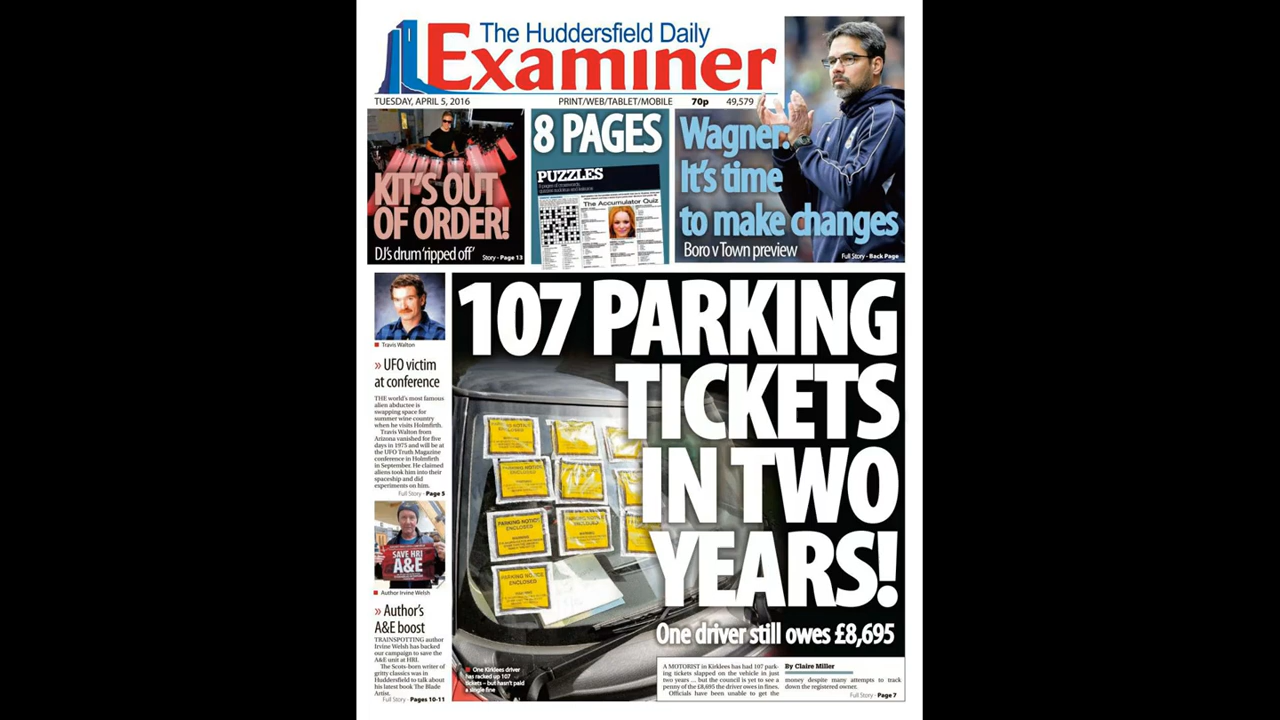 The Huddersfield Daily
Examiner
TUESDAY, APRIL 5, 2016
PRINT/WEB/TABLET/MOBILE
70p
49,579
KIT'S OUT
OF ORDER!
DJ's drum 'ripped off'
Story - Page 13
8 PAGES
PUZZLES
The Accumulator Quiz
Wagner:
It's time
to make changes
Boro v Town preview
Full Story - Back Page
Travis Walton
» UFO victim
at conference
THE world's most famous
alien abductee is
swapping space for
summer wine country
when he visits Holmfirth.
Travis Walton from
Arizona vanished for five
days in 1975 and will be at
the UFO Truth Magazine
conference in Holmfirth
in September. He claimed
aliens took him into their
spaceship and did
experiments on him.
Full Story - Page 5
SAVE HRI
A&E
Author Irvine Welsh
» Author's
A&E boost
TRAINSPOTTING author
Irvine Welsh has backed
our campaign to save the
A&E unit at HRI.
The Scots-born writer of
gritty classics was in
Huddersfield to talk about
his latest book The Blade
Artist.
Full Story - Pages 10-11
107 PARKING
TICKETS
IN TWO
YEARS!
One driver still owes £8,695
PARKING NOTICE
ENCLOSED
PARKING NOTICE
ENCLOSED
PARKING NOTICE
ENCLOSED
One Kirklees driver
has racked up 107
tickets – but hasn't paid
a single fine
A MOTORIST in Kirklees has had 107 park-
ing tickets slapped on the vehicle in just
two years ... but the council is yet to see a
penny of the £8,695 the driver owes in fines.
Officials have been unable to get the
By Claire Miller
money despite many attempts to track
down the registered owner.
Full Story - Page 7